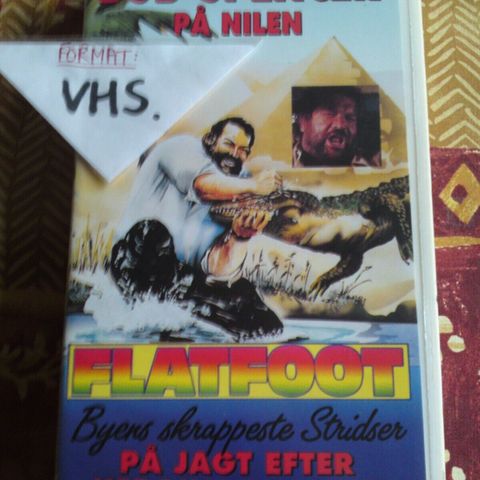 PÅ NILEN
FORMAT:
VHS.
FLATFOOT
Byens skrappeste Stridser
PÅ JAGT EFTER